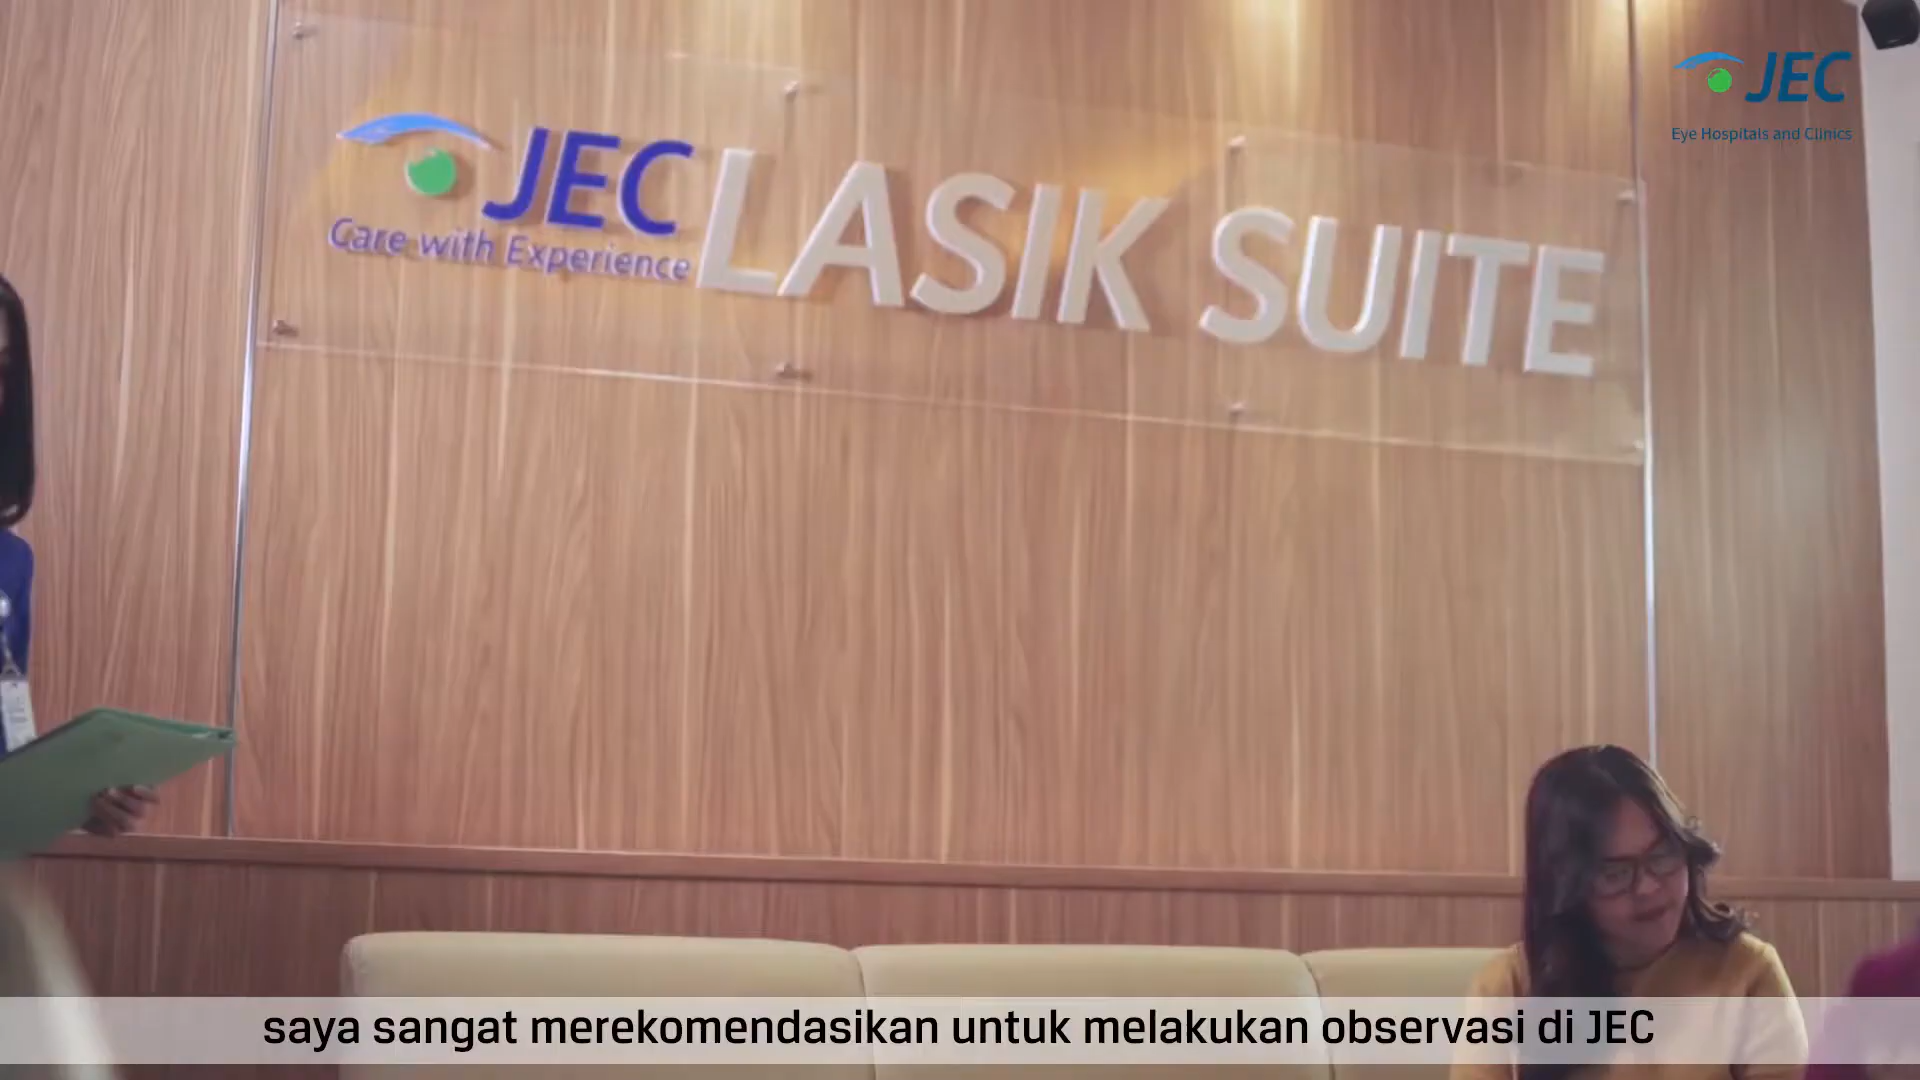 JEC
Eye Hospitals and Clinics
JEC LASIK SUITE
Care with Experience
saya sangat merekomendasikan untuk melakukan observasi di JEC